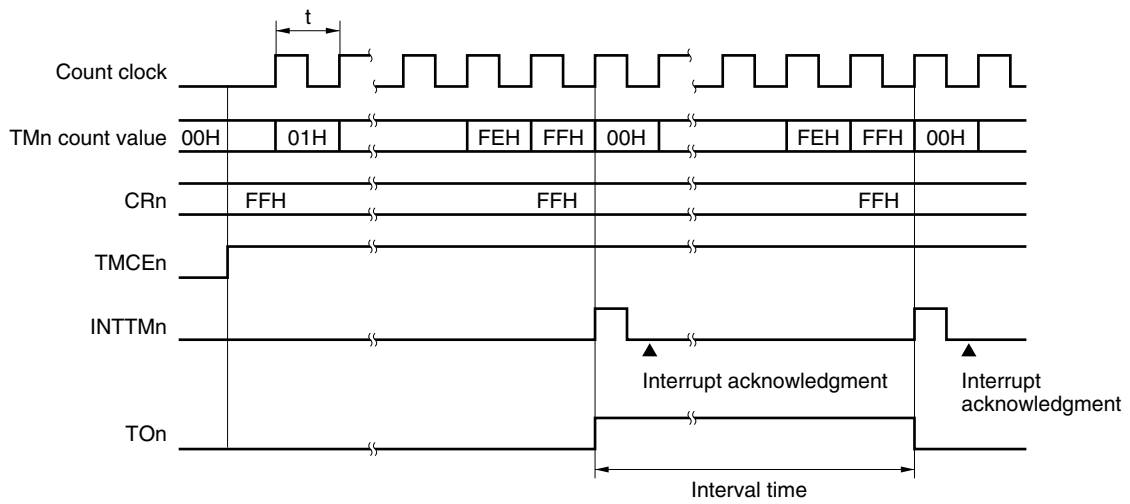 t
Count clock
TMn count value 00H 01H FEH FFH 00H FEH FFH 00H
CRn FFH FFH FFH
TMCEn
INTTMn
Interrupt acknowledgment Interrupt
acknowledgment
TOn
Interval time